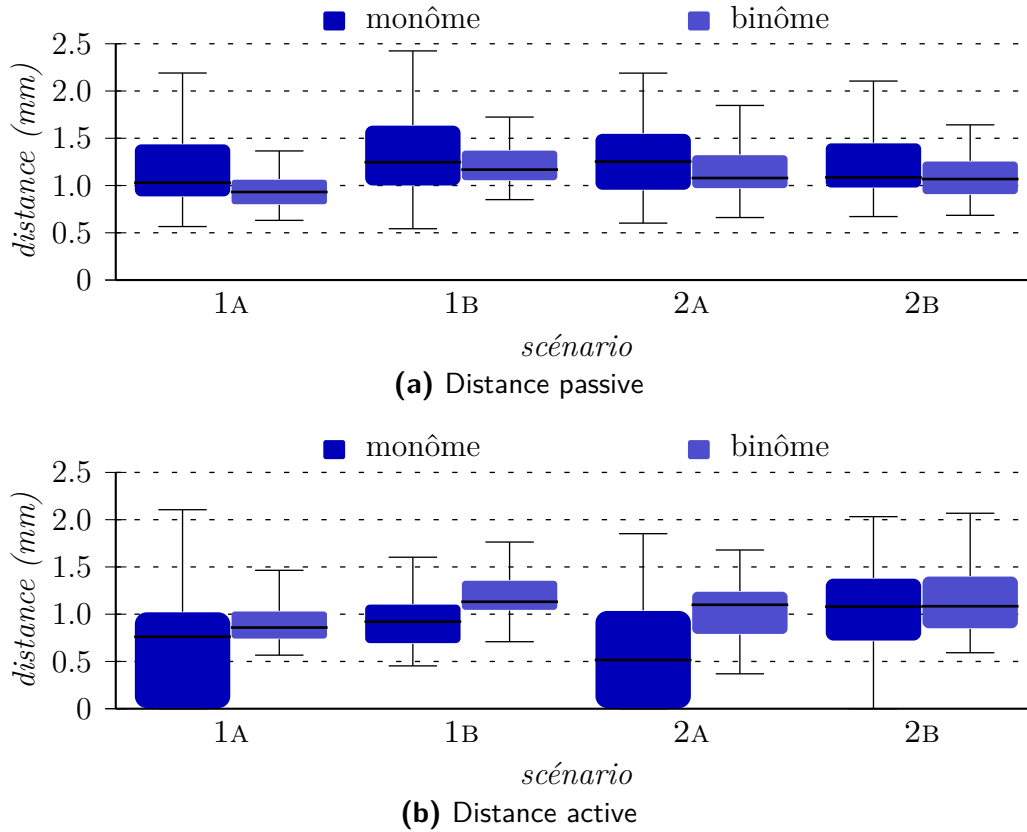 monôme binôme
2.5
2.0
1.5
1.0
0.5
0
distance (mm)
1A 1B 2A 2B
scénario
(a) Distance passive
monôme binôme
2.5
2.0
1.5
1.0
0.5
0
distance (mm)
1A 1B 2A 2B
scénario
(b) Distance active